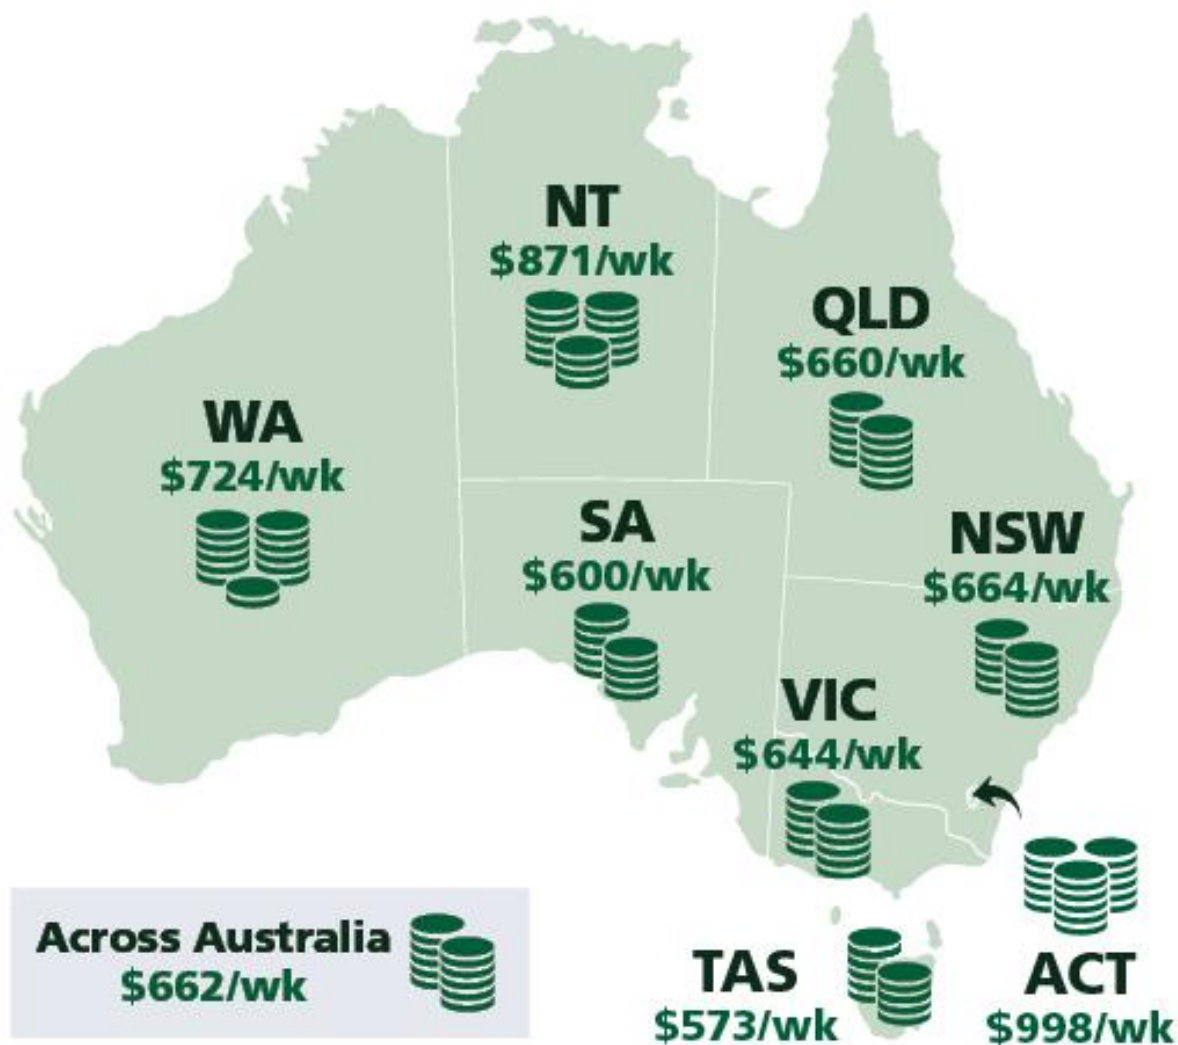 NT
$871/wk
QLD
$660/wk
WA
$724/wk
SA
$600/wk
NSW
$664/wk
VIC
$644/wk
Across Australia
$662/wk
TAS
$573/wk
ACT
$998/wk